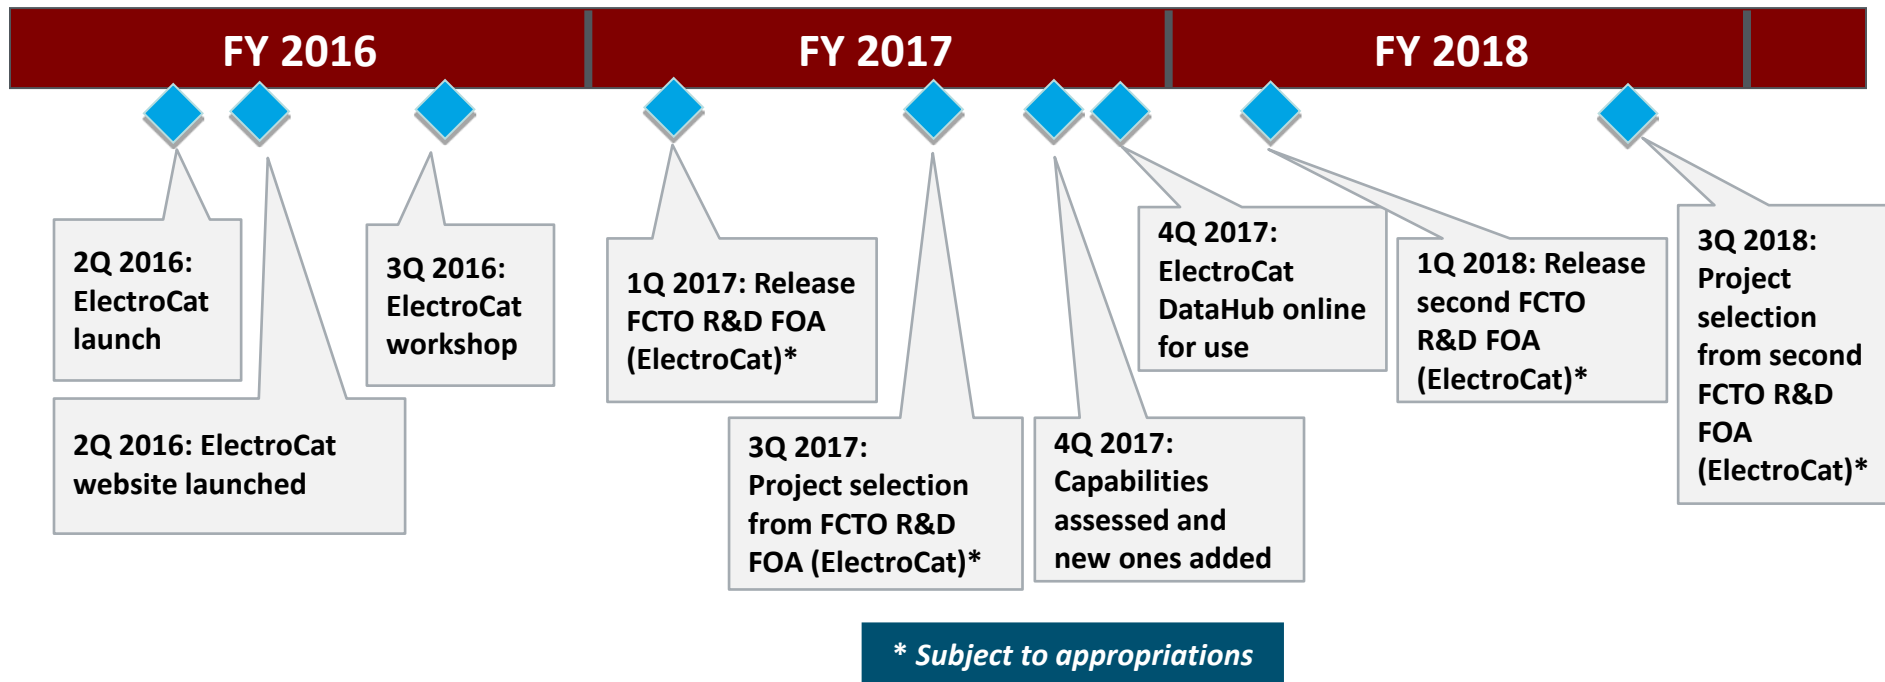 FY 2016
FY 2017
FY 2018
2Q 2016:
ElectroCat
launch
2Q 2016: ElectroCat
website launched
3Q 2016:
ElectroCat
workshop
1Q 2017: Release
FCTO R&D FOA
(ElectroCat)*
3Q 2017:
Project selection
from FCTO R&D
FOA (ElectroCat)*
4Q 2017:
Capabilities
assessed and
new ones added
4Q 2017:
ElectroCat
DataHub online
for use
1Q 2018: Release
second FCTO
R&D FOA
(ElectroCat)*
3Q 2018:
Project
selection
from second
FCTO R&D
FOA
(ElectroCat)*
* Subject to appropriations